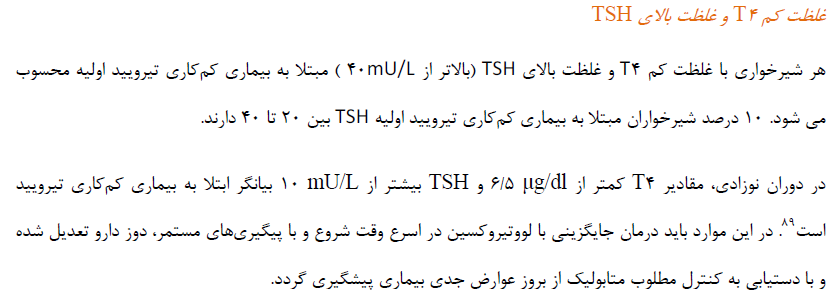 غلظت کم T۴ و غلظت بالای TSH
هر شیرخواری با غلظت کم T۴ و غلظت بالای TSH (بالاتر از ۴۰mU/L ) مبتلا به بیماری کم‌کاری تیرویید اولیه محسوب
می شود. ۱۰ درصد شیرخواران مبتلا به بیماری کم‌کاری تیرویید اولیه TSH بین ۲۰ تا ۴۰ دارند.
در دوران نوزادی، مقادیر T۴ کمتر از ۶/۵ µg/dl و TSH بیشتر از ۱۰ mU/L بیانگر ابتلا به بیماری کم‌کاری تیرویید
است۸۹. در این موارد باید درمان جایگزینی با لووتیروکسین در اسرع وقت شروع و با پیگیری‌های مستمر، دوز دارو تعدیل شده
و با دستیابی به کنترل مطلوب متابولیک از بروز عوارض جدی بیماری پیشگیری گردد.